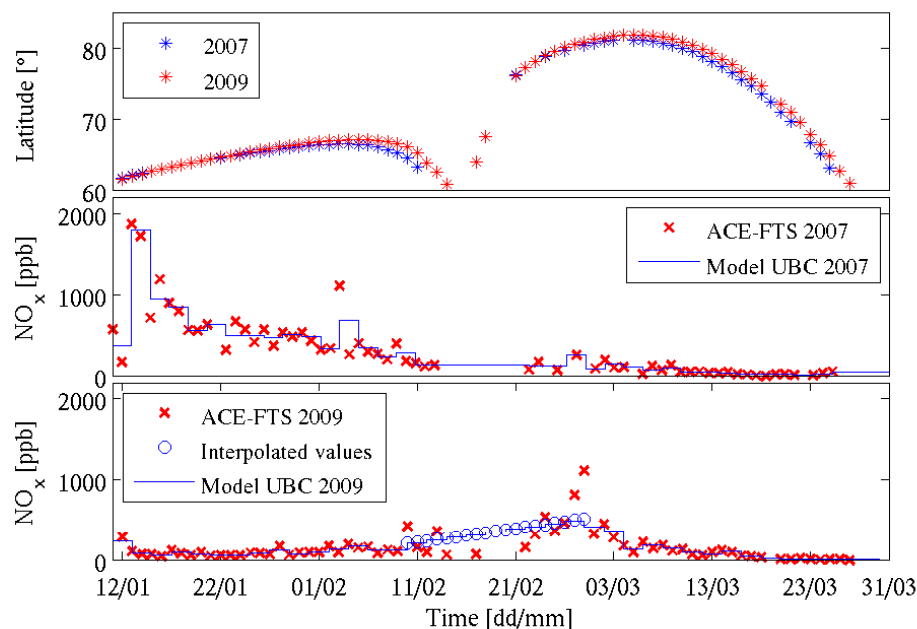 Latitude [°]
80
70
60
2007
2009
NOx [ppb]
2000
1000
0
ACE-FTS 2007
Model UBC 2007
NOx [ppb]
2000
1000
0
ACE-FTS 2009
Interpolated values
Model UBC 2009
12/01 22/01 01/02 11/02 21/02 03/03 13/03 23/03 31/03
Time [dd/mm]